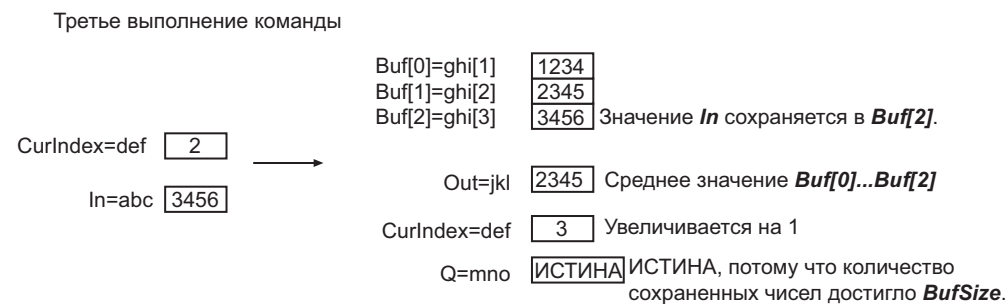 Третье выполнение команды
Buf[0]=ghi[1] 1234
Buf[1]=ghi[2] 2345
Buf[2]=ghi[3] 3456 Значение In сохраняется в Buf[2].
CurIndex=def 2
In=abc 3456
Out=jkl 2345 Среднее значение Buf[0]...Buf[2]
CurIndex=def 3 Увеличивается на 1
Q=mno ИСТИНА ИСТИНА, потому что количество
сохраненных чисел достигло BufSize.